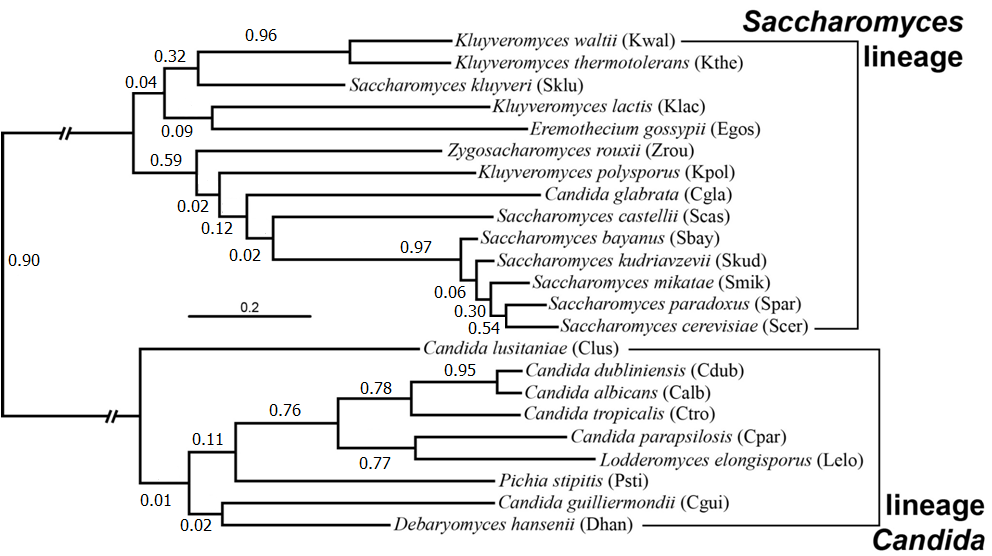 Saccharomyces
lineage
0.96
Kluyveromyces waltii (Kwal)
0.32
Kluyveromyces thermotolerans (Kthe)
0.04
Saccharomyces kluyveri (Sklu)
Kluyveromyces lactis (Klac)
0.09
Eremothecium gossypii (Egos)
0.59
Zygosacharomyces rouxii (Zrou)
Kluyveromyces polysporus (Kpol)
0.02
Candida glabrata (Cgla)
0.12
Saccharomyces castellii (Scas)
0.02
0.97
Saccharomyces bayanus (Sbay)
0.90
Saccharomyces kudriavzevii (Skud)
0.06
Saccharomyces mikatae (Smik)
0.2
0.30
Saccharomyces paradoxus (Spar)
0.54
Saccharomyces cerevisiae (Scer)
Candida lusitaniae (Clus)
0.95
Candida dubliniensis (Cdub)
0.78
Candida albicans (Calb)
0.76
Candida tropicalis (Ctro)
0.11
Candida parapsilosis (Cpar)
0.77
Lodderomyces elongisporus (Lelo)
Pichia stipitis (Psti)
0.01
Candida guilliermondii (Cgui)
0.02
Debaryomyces hansenii (Dhan)
lineage
Candida